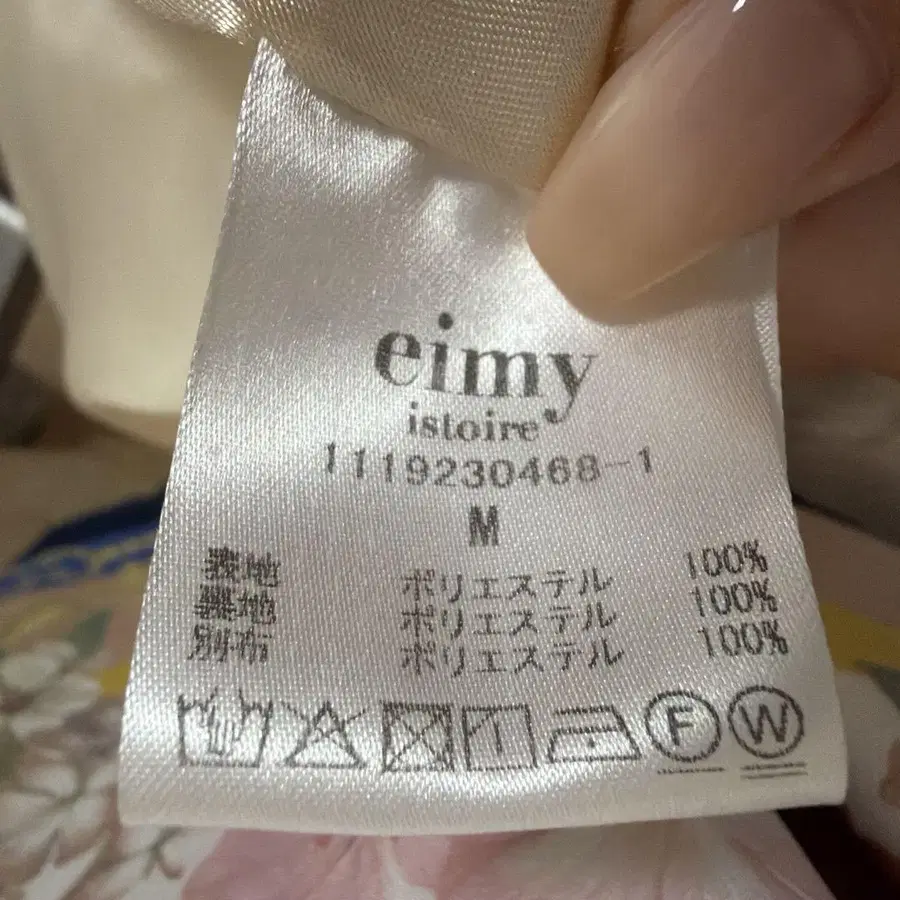 eimy
istoire
1119230468-1
M
表地 ポリエステル 100%
裏地 ポリエステル 100%
別布 ポリエステル 100%
F W